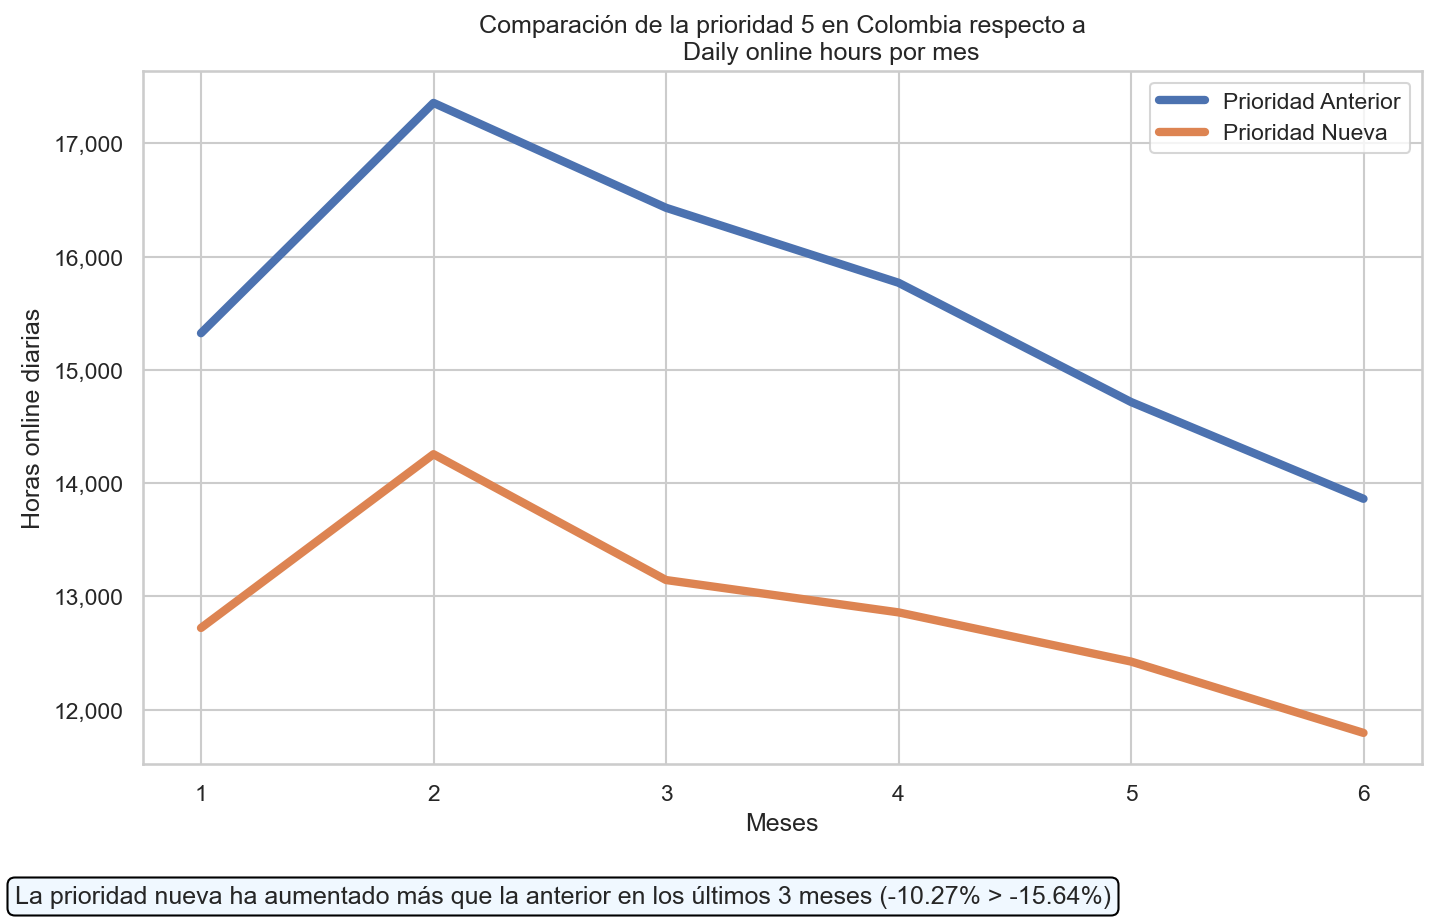 Comparación de la prioridad 5 en Colombia respecto a
Daily online hours por mes
Prioridad Anterior
Prioridad Nueva
17,000
16,000
15,000
14,000
13,000
12,000
Horas online diarias
1 2 3 4 5 6
Meses
La prioridad nueva ha aumentado más que la anterior en los últimos 3 meses (-10.27% > -15.64%)